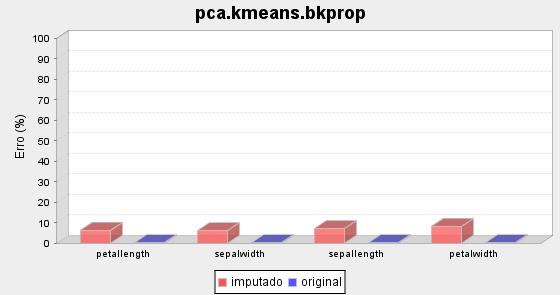 pca.kmeans.bkprop
Erro (%)
100
90
80
70
60
50
40
30
20
10
0
petallength sepalwidth sepallength petalwidth
imputado original